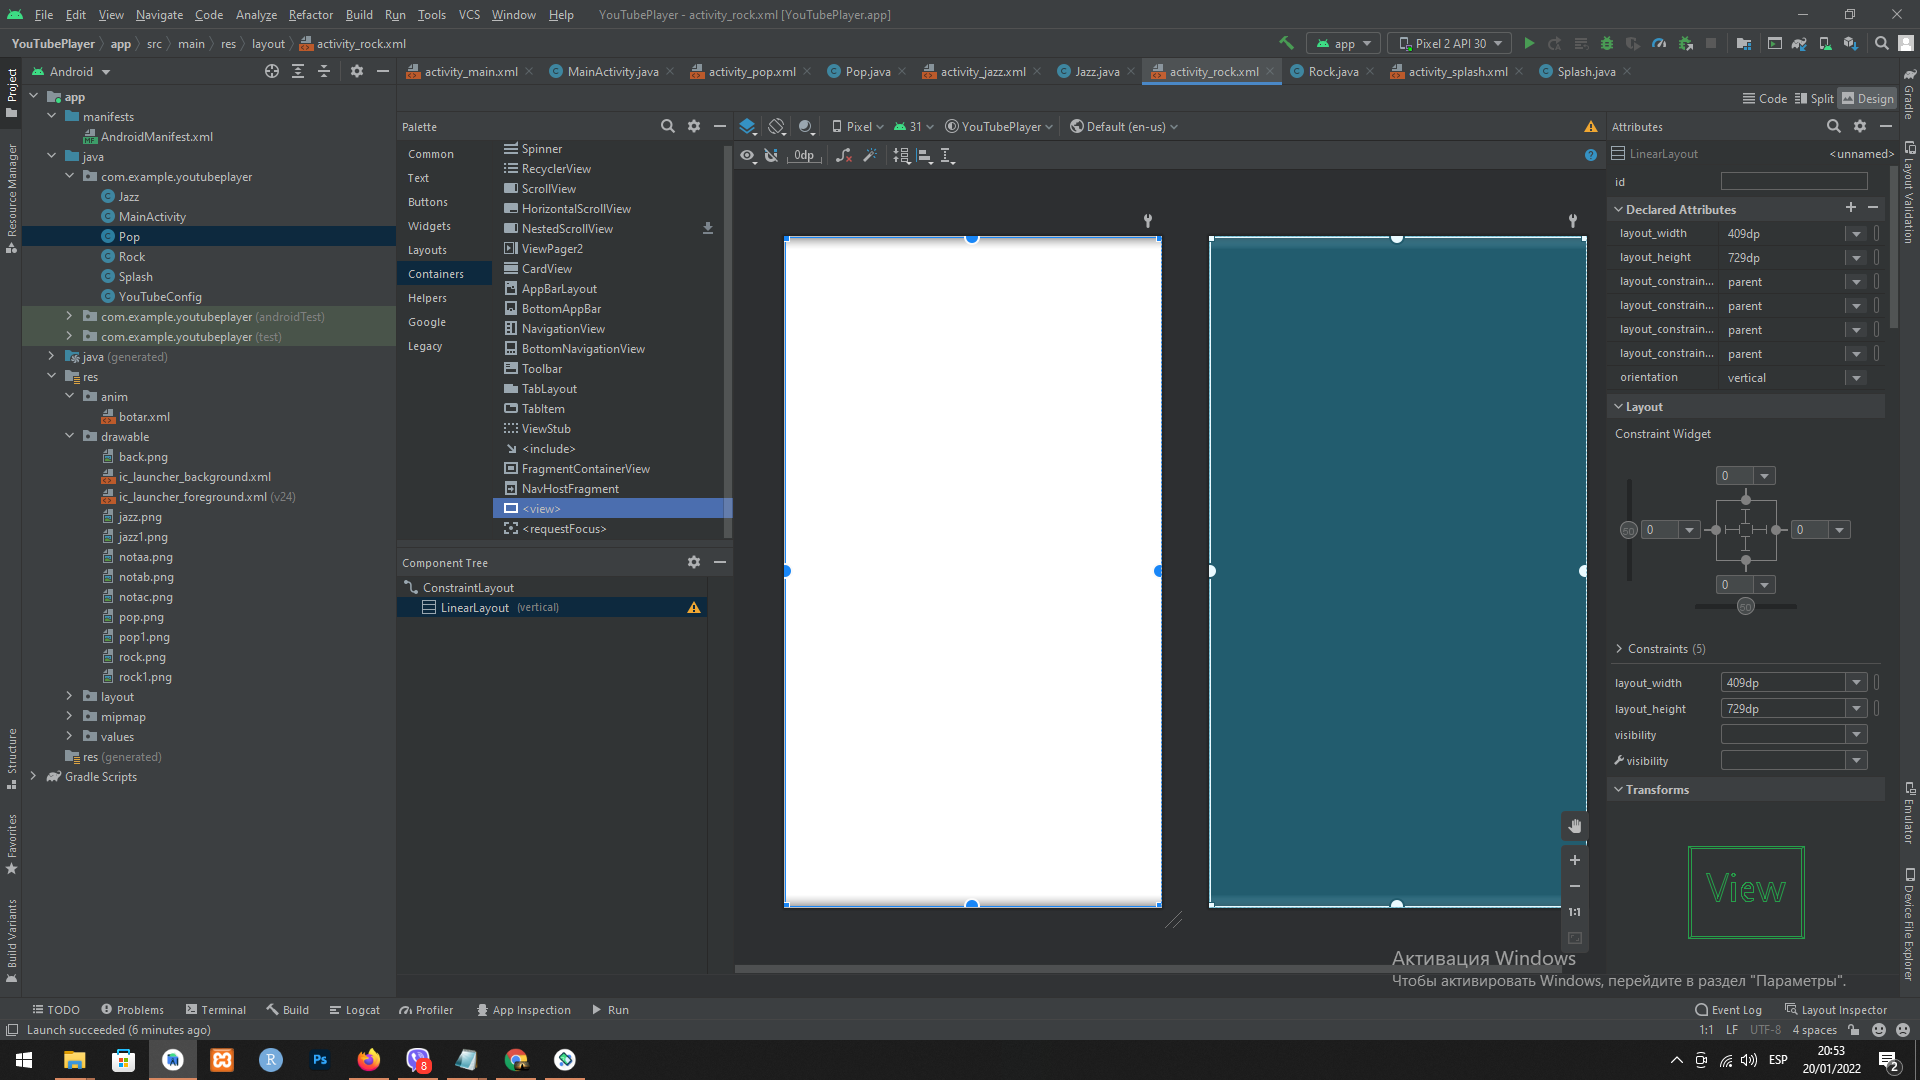 File Edit View Navigate Code Analyze Refactor Build Run Tools VCS Window Help YouTubePlayer - activity_rock.xml [YouTubePlayer.app]
YouTubePlayer app src main res layout activity_rock.xml app Pixel 2 API 30
Project
Resource Manager
Structure
Favorites
Build Variants
Android
app
manifests
AndroidManifest.xml
java
com.example.youtubeplayer
Jazz
MainActivity
Pop
Rock
Splash
YouTubeConfig
com.example.youtubeplayer (androidTest)
com.example.youtubeplayer (test)
java (generated)
res
anim
botar.xml
drawable
back.png
ic_launcher_background.xml
ic_launcher_foreground.xml (v24)
jazz.png
jazz1.png
notaa.png
notab.png
notac.png
pop.png
pop1.png
rock.png
rock1.png
layout
mipmap
values
res (generated)
Gradle Scripts
activity_main.xml MainActivity.java activity_pop.xml Pop.java activity_jazz.xml Jazz.java activity_rock.xml Rock.java activity_splash.xml Splash.java
Code Split Design
Palette
Common
Text
Buttons
Widgets
Layouts
Containers
Helpers
Google
Legacy
Spinner
RecyclerView
ScrollView
HorizontalScrollView
NestedScrollView
ViewPager2
CardView
AppBarLayout
BottomAppBar
NavigationView
BottomNavigationView
Toolbar
TabLayout
TabItem
ViewStub
<include>
FragmentContainerView
NavHostFragment
<view>
<requestFocus>
Component Tree
ConstraintLayout
LinearLayout (vertical)
Pixel 31 YouTubePlayer Default (en-us)
0dp
1:1
Attributes
LinearLayout <unnamed>
id
Declared Attributes
layout_width 409dp
layout_height 729dp
layout_constrain... parent
layout_constrain... parent
layout_constrain... parent
layout_constrain... parent
orientation vertical
Layout
Constraint Widget
0
50 0 0
0
50
Constraints (5)
layout_width 409dp
layout_height 729dp
visibility
visibility
Transforms
View
Gradle
Layout Validation
Emulator
Device File Explorer
Активация Windows
Чтобы активировать Windows, перейдите в раздел "Параметры".
TODO Problems Terminal Build Logcat Profiler App Inspection Run Event Log Layout Inspector
Launch succeeded (6 minutes ago) 1:1 LF UTF-8 4 spaces
R Ps 8 ESP 20:53
20/01/2022 2